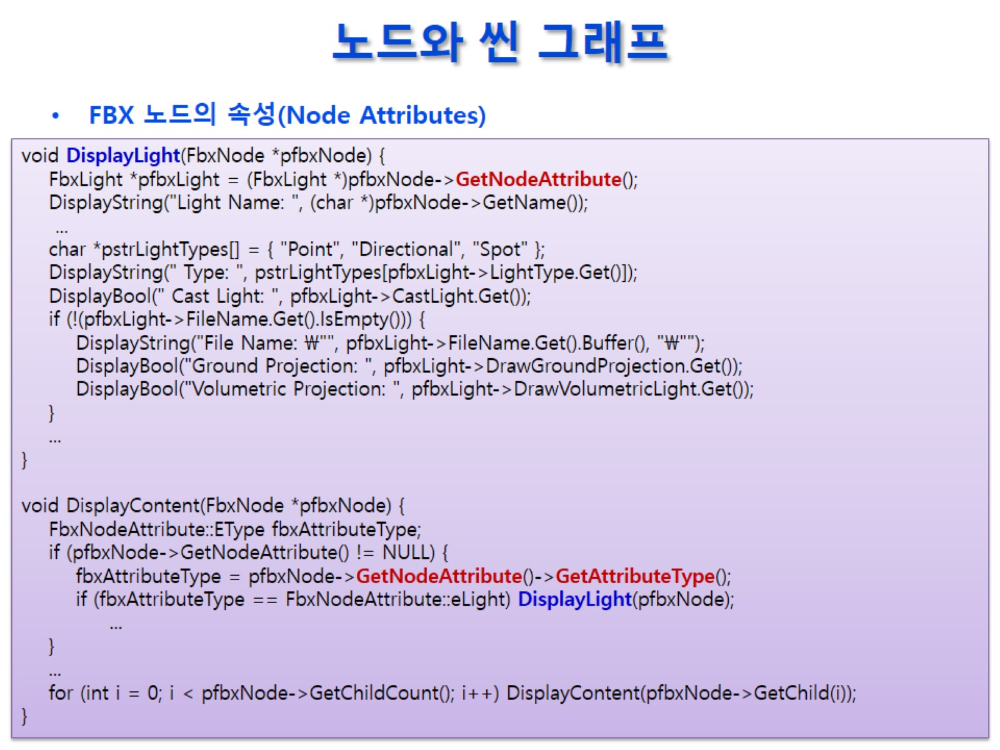 노드와 씬 그래프
• FBX 노드의 속성(Node Attributes)
void DisplayLight(FbxNode *pfbxNode) {
FbxLight *pfbxLight = (FbxLight *)pfbxNode->GetNodeAttribute();
DisplayString("Light Name: ", (char *)pfbxNode->GetName());
...
char *pstrLightTypes[] = { "Point", "Directional", "Spot" };
DisplayString(" Type: ", pstrLightTypes[pfbxLight->LightType.Get()]);
DisplayBool(" Cast Light: ", pfbxLight->CastLight.Get());
if (!(pfbxLight->FileName.Get().IsEmpty())) {
DisplayString("File Name: ₩"", pfbxLight->FileName.Get().Buffer(), "₩"");
DisplayBool("Ground Projection: ", pfbxLight->DrawGroundProjection.Get());
DisplayBool("Volumetric Projection: ", pfbxLight->DrawVolumetricLight.Get());
}
...
}
void DisplayContent(FbxNode *pfbxNode) {
FbxNodeAttribute::EType fbxAttributeType;
if (pfbxNode->GetNodeAttribute() != NULL) {
fbxAttributeType = pfbxNode->GetNodeAttribute()->GetAttributeType();
if (fbxAttributeType == FbxNodeAttribute::eLight) DisplayLight(pfbxNode);
...
}
...
for (int i = 0; i < pfbxNode->GetChildCount(); i++) DisplayContent(pfbxNode->GetChild(i));
}